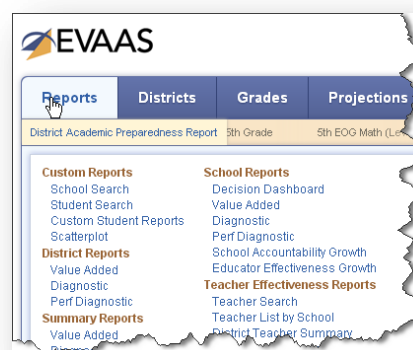 EVAAS
Reports Districts Grades Projections
District Academic Preparedness Report 5th Grade 5th EOG Math
Custom Reports
School Search
Student Search
Custom Student Reports
Scatterplot
District Reports
Value Added
Diagnostic
Perf Diagnostic
Summary Reports
Value Added
School Reports
Decision Dashboard
Value Added
Diagnostic
Perf Diagnostic
School Accountability Growth
Educator Effectiveness Growth
Teacher Effectiveness Reports
Teacher Search
Teacher List by School
District Teacher Summary